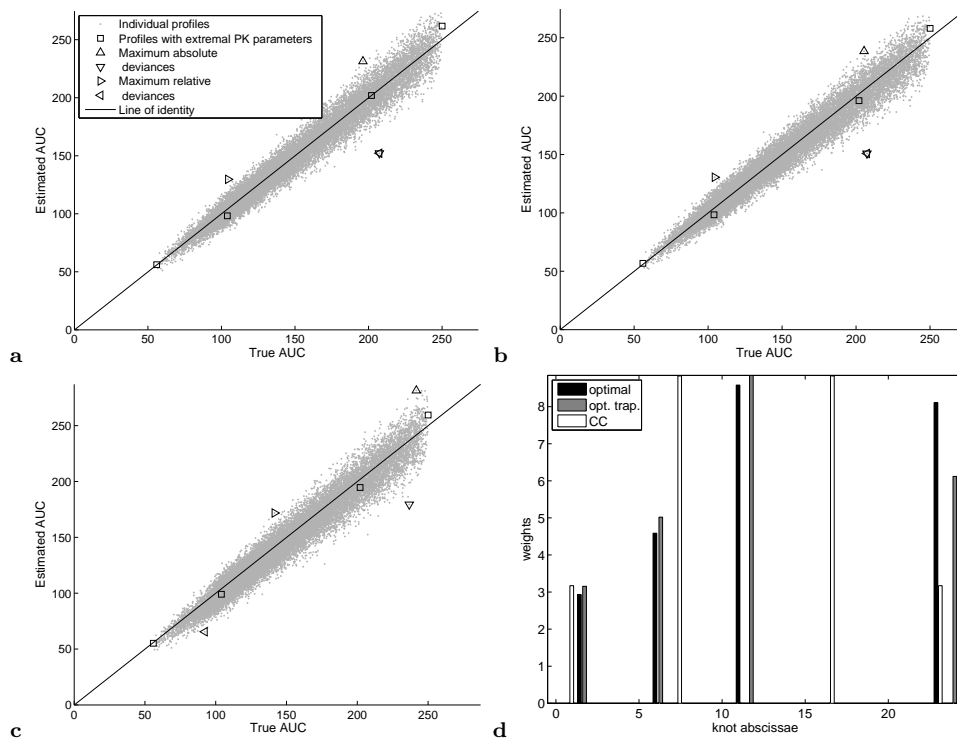 Individual profiles
Profiles with extremal PK parameters
Maximum absolute
deviances
Maximum relative
deviances
Line of identity
250
200
150
100
50
0
Estimated AUC
0 50 100 150 200 250
True AUC
a
250
200
150
100
50
0
Estimated AUC
0 50 100 150 200 250
True AUC
b
250
200
150
100
50
0
Estimated AUC
0 50 100 150 200 250
True AUC
c
optimal
opt. trap.
CC
8
7
6
5
4
3
2
1
0
weights
0 5 10 15 20
knot abscissae
d